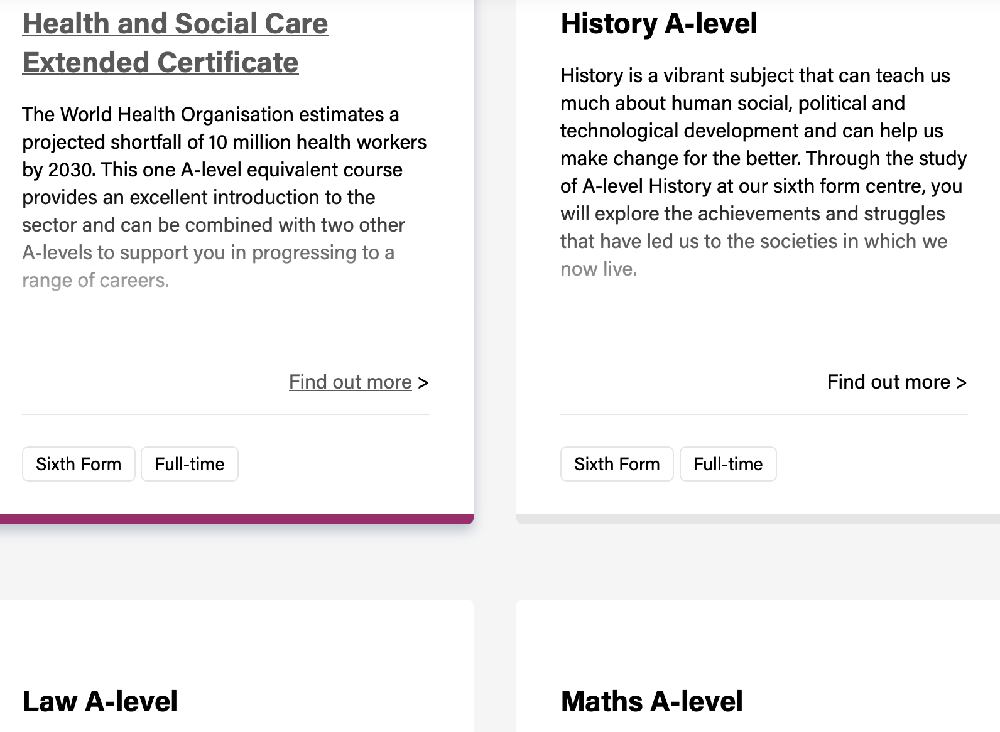 Health and Social Care
Extended Certificate
The World Health Organisation estimates a
projected shortfall of 10 million health workers
by 2030. This one A-level equivalent course
provides an excellent introduction to the
sector and can be combined with two other
A-levels to support you in progressing to a
range of careers.
Find out more >
Sixth Form
Full-time
History A-level
History is a vibrant subject that can teach us
much about human social, political and
technological development and can help us
make change for the better. Through the study
of A-level History at our sixth form centre, you
will explore the achievements and struggles
that have led us to the societies in which we
now live.
Find out more >
Sixth Form
Full-time
Law A-level
Maths A-level